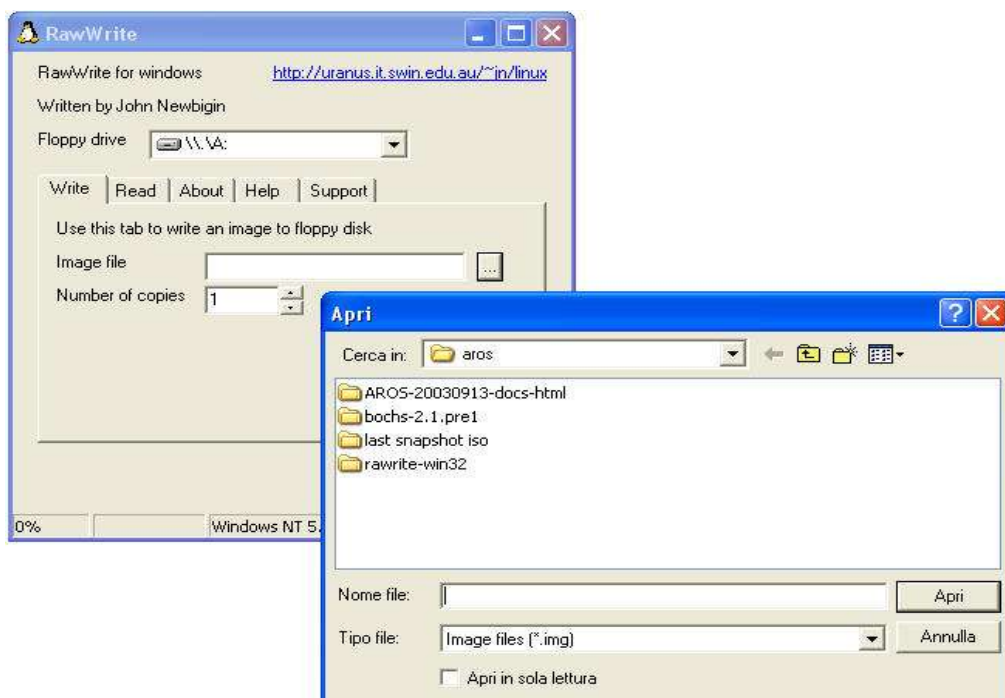 RawWrite
RawWrite for windows http://uranus.it.swin.edu.au/~jn/linux
Written by John Newbigin
Floppy drive \\.\A:
Write Read About Help Support
Use this tab to write an image to floppy disk
Image file ...
Number of copies 1
0% Windows NT 5.
Apri
Cerca in: aros
AROS-20030913-docs-html
bochs-2.1.pre1
last snapshot iso
rawrite-win32
Nome file: Apri
Tipo file: Image files (*.img) Annulla
Apri in sola lettura